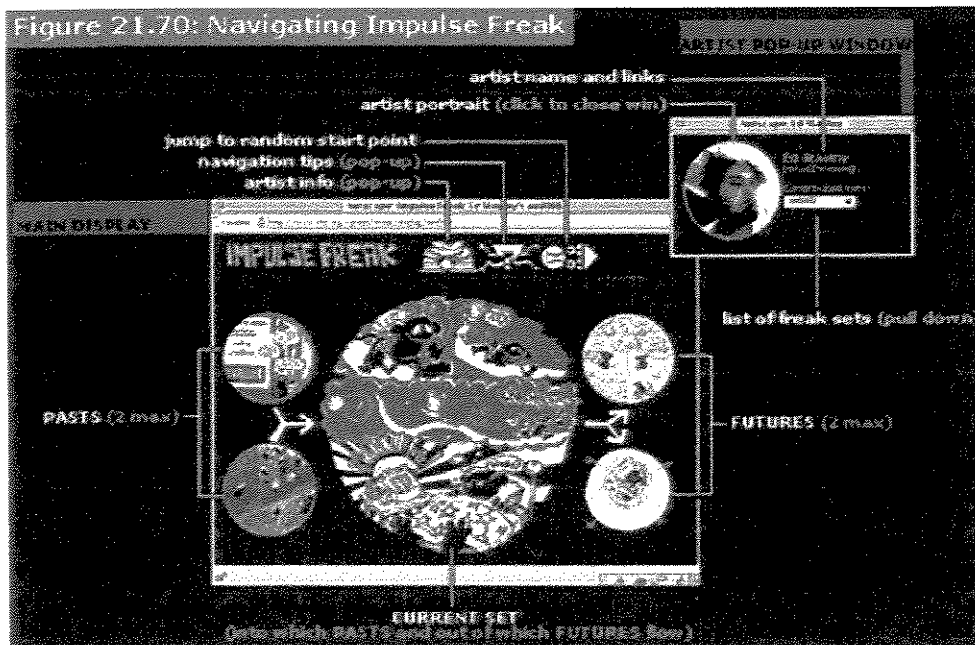 Figure 21.70: Navigating Impulse Freak
ARTIST POP-UP WINDOW
artist name and links
artist portrait (click to close win)
jump to random start point
navigation tips (pop-up)
artist info (pop-up)
MAIN DISPLAY
IMPULSE FREAK
list of freak sets (pull down
PASTS (2 max)
FUTURES (2 max)
CURRENT SET
(into which PASTS and out of which FUTURES flow)